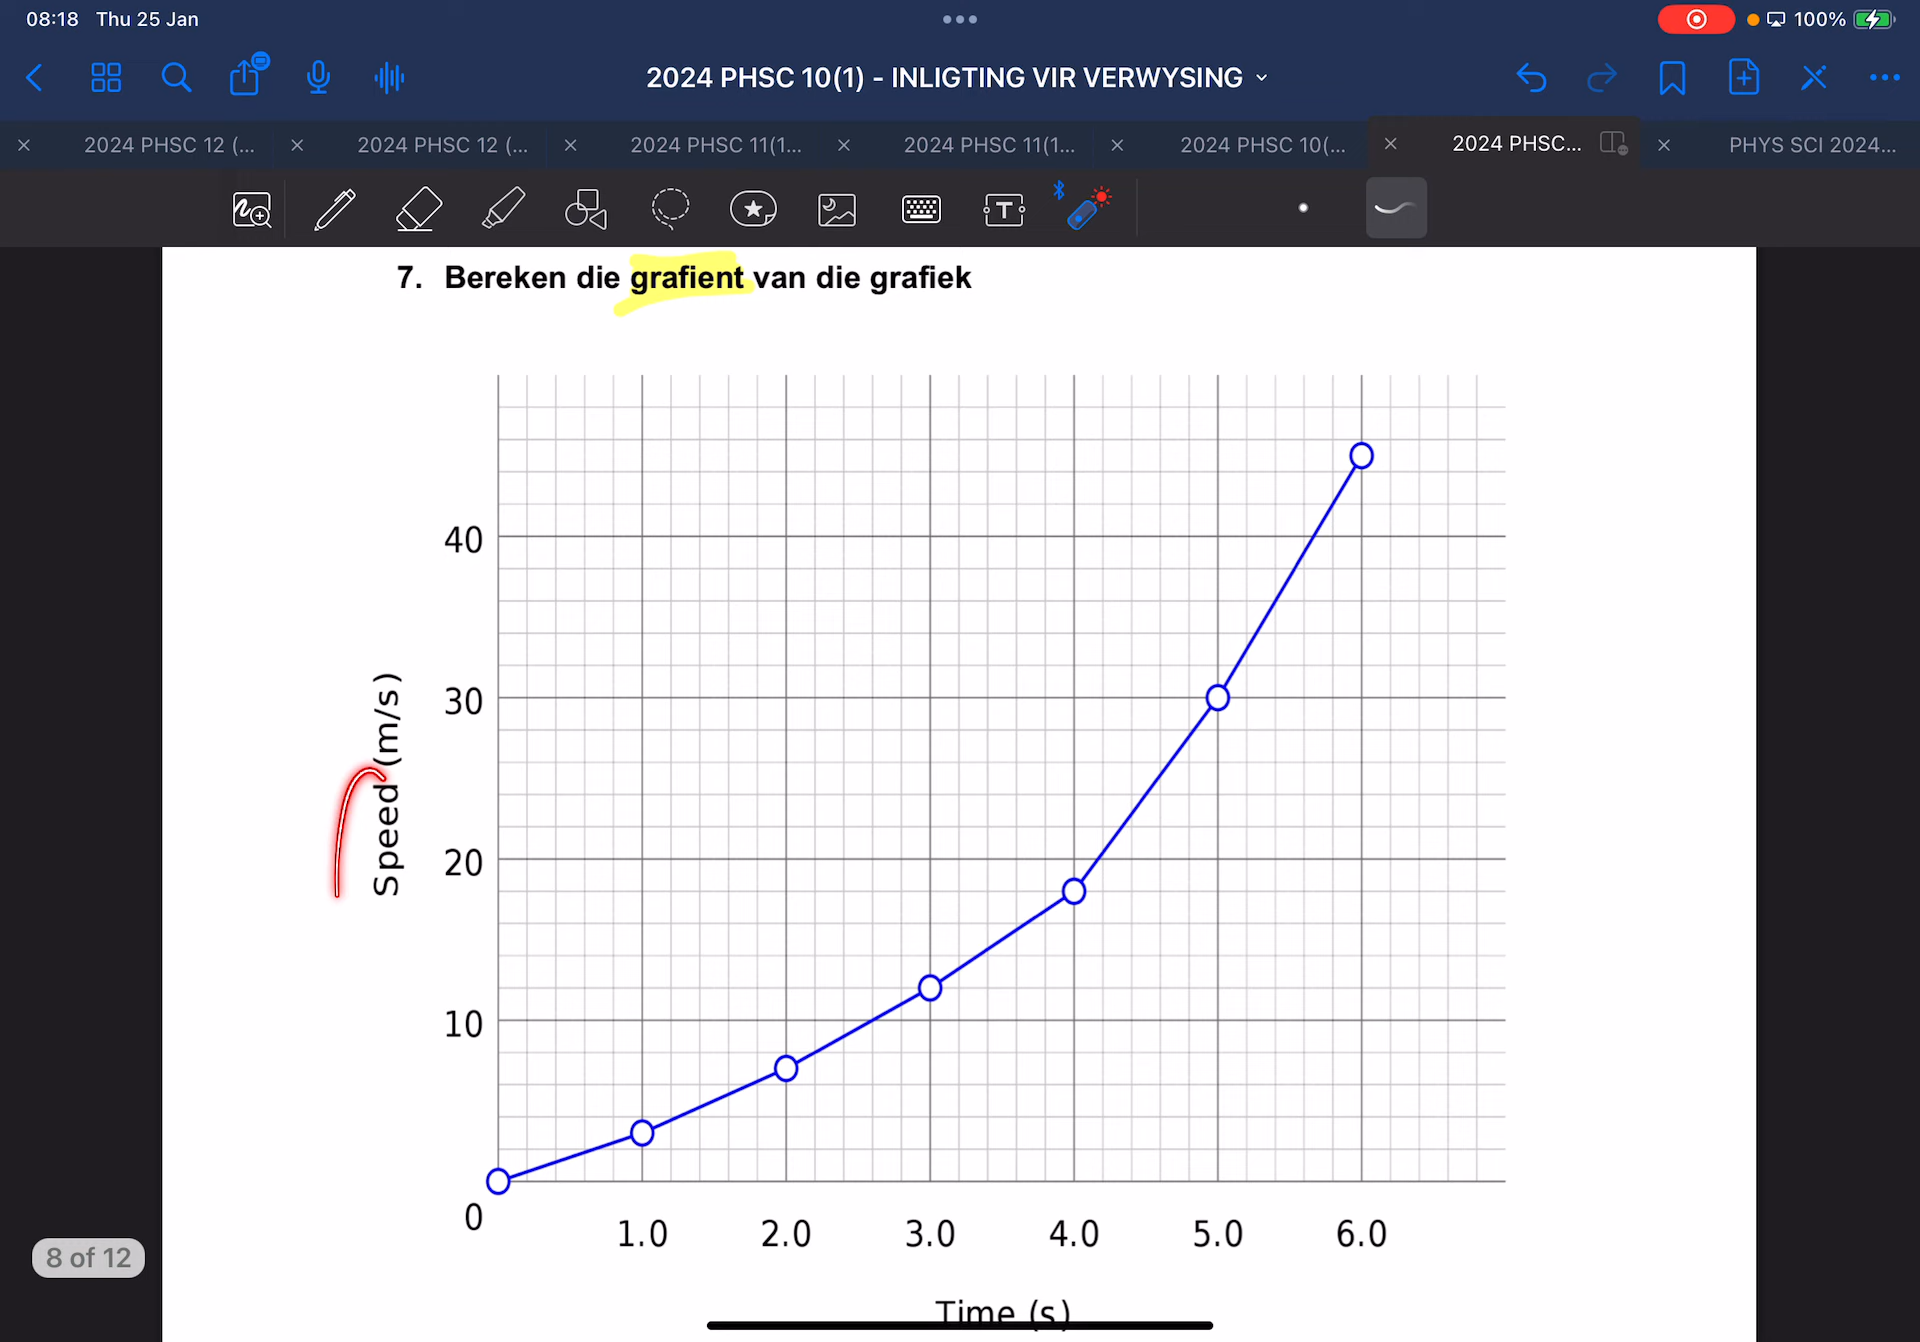 08:18 Thu 25 Jan
100%
2024 PHSC 10(1) - INLIGTING VIR VERWYSING
2024 PHSC 12 (...
2024 PHSC 12 (...
2024 PHSC 11(1...
2024 PHSC 11(1...
2024 PHSC 10(...
2024 PHSC...
PHYS SCI 2024...
7. Bereken die grafient van die grafiek
Speed (m/s)
40
30
20
10
0
1.0 2.0 3.0 4.0 5.0 6.0
Time (s)
8 of 12